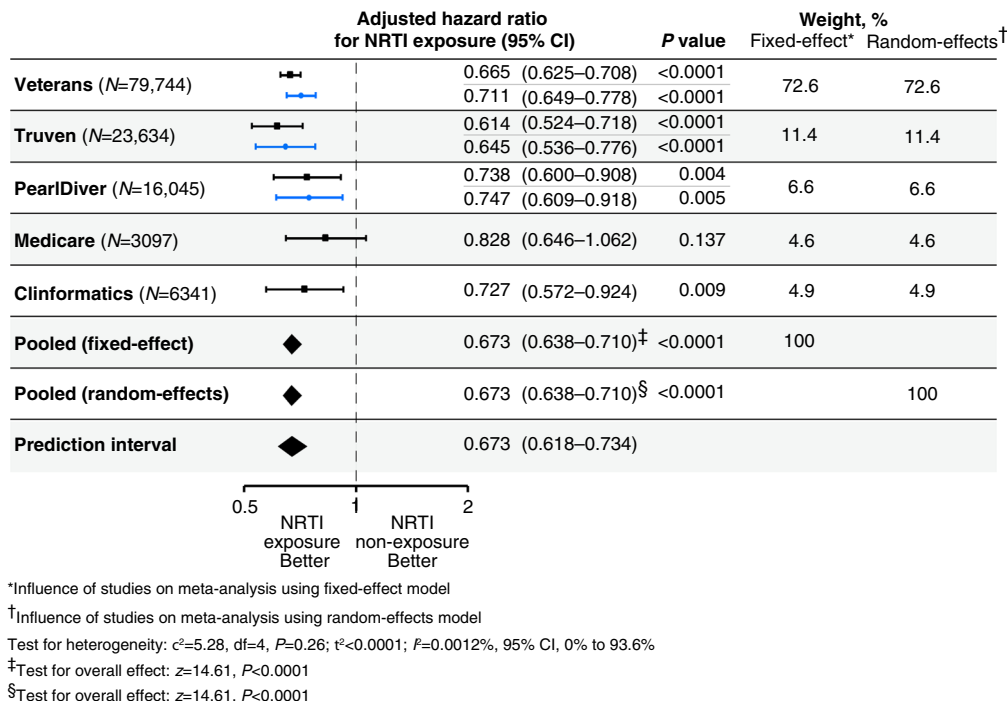 Adjusted hazard ratio
for NRTI exposure (95% CI)
P value
Weight, %
Fixed-effect* Random-effects†
Veterans (N=79,744) 0.665 (0.625–0.708) <0.0001 72.6 72.6
0.711 (0.649–0.778) <0.0001
Truven (N=23,634) 0.614 (0.524–0.718) <0.0001 11.4 11.4
0.645 (0.536–0.776) <0.0001
PearlDiver (N=16,045) 0.738 (0.600–0.908) 0.004 6.6 6.6
0.747 (0.609–0.918) 0.005
Medicare (N=3097) 0.828 (0.646–1.062) 0.137 4.6 4.6
Clinformatics (N=6341) 0.727 (0.572–0.924) 0.009 4.9 4.9
Pooled (fixed-effect) 0.673 (0.638–0.710)‡ <0.0001 100
Pooled (random-effects) 0.673 (0.638–0.710)§ <0.0001 100
Prediction interval 0.673 (0.618–0.734)
0.5 1 2
NRTI
exposure
Better
NRTI
non-exposure
Better
*Influence of studies on meta-analysis using fixed-effect model
†Influence of studies on meta-analysis using random-effects model
Test for heterogeneity: c²=5.28, df=4, P=0.26; t²<0.0001; I²=0.0012%, 95% CI, 0% to 93.6%
‡Test for overall effect: z=14.61, P<0.0001
§Test for overall effect: z=14.61, P<0.0001